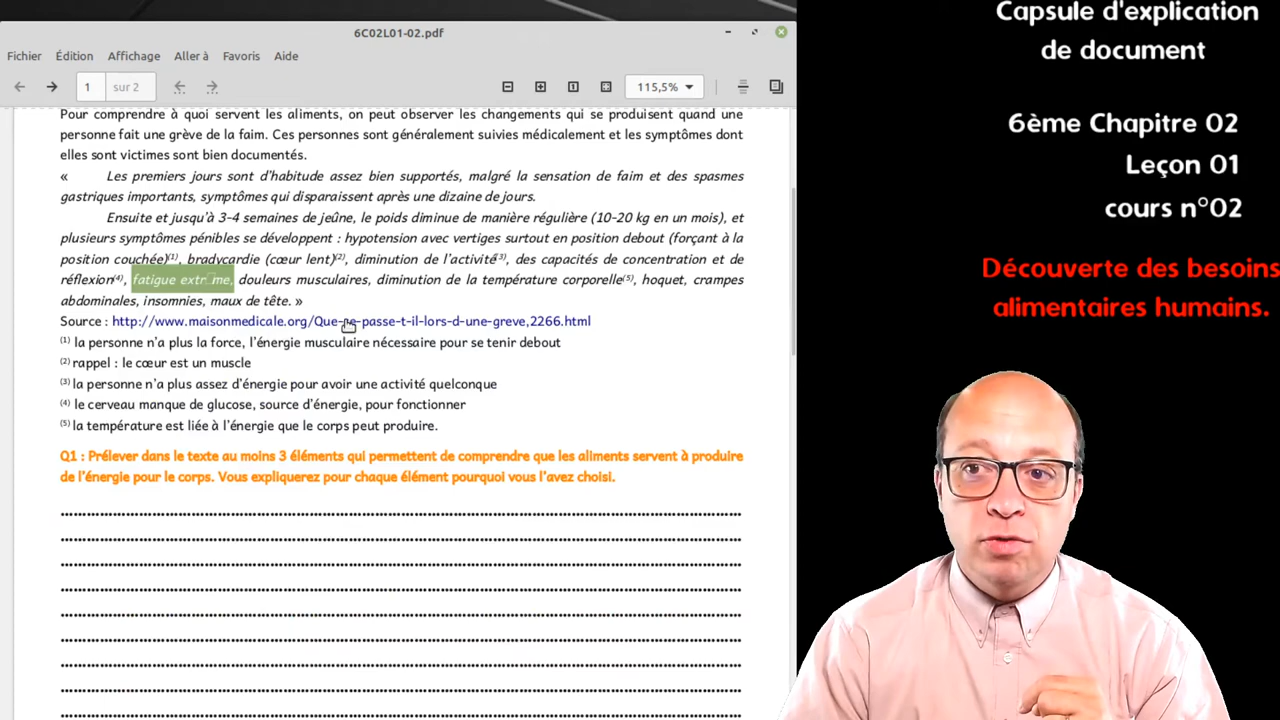 6C02L01-02.pdf
Fichier Édition Affichage Aller à Favoris Aide
1 sur 2 115,5%
Pour comprendre à quoi servent les aliments, on peut observer les changements qui se produisent quand une
personne fait une grève de la faim. Ces personnes sont généralement suivies médicalement et les symptômes dont
elles sont victimes sont bien documentés.
« Les premiers jours sont d'habitude assez bien supportés, malgré la sensation de faim et des spasmes
gastriques importants, symptômes qui disparaissent après une dizaine de jours.
Ensuite et jusqu'à 3-4 semaines de jeûne, le poids diminue de manière régulière (10-20 kg en un mois), et
plusieurs symptômes pénibles se développent : hypotension avec vertiges surtout en position debout (forçant à la
position couchée)(1), bradycardie (cœur lent)(2), diminution de l'activité(3), des capacités de concentration et de
réflexion(4), fatigue extr□me, douleurs musculaires, diminution de la température corporelle(5), hoquet, crampes
abdominales, insomnies, maux de tête. »
Source : http://www.maisonmedicale.org/Que-se-passe-t-il-lors-d-une-greve,2266.html
(1) la personne n'a plus la force, l'énergie musculaire nécessaire pour se tenir debout
(2) rappel : le cœur est un muscle
(3) la personne n'a plus assez d'énergie pour avoir une activité quelconque
(4) le cerveau manque de glucose, source d'énergie, pour fonctionner
(5) la température est liée à l'énergie que le corps peut produire.
Q1 : Prélever dans le texte au moins 3 éléments qui permettent de comprendre que les aliments servent à produire
de l'énergie pour le corps. Vous expliquerez pour chaque élément pourquoi vous l'avez choisi.
Capsule d'explication
de document
6ème Chapitre 02
Leçon 01
cours n°02
Découverte des besoins
alimentaires humains.